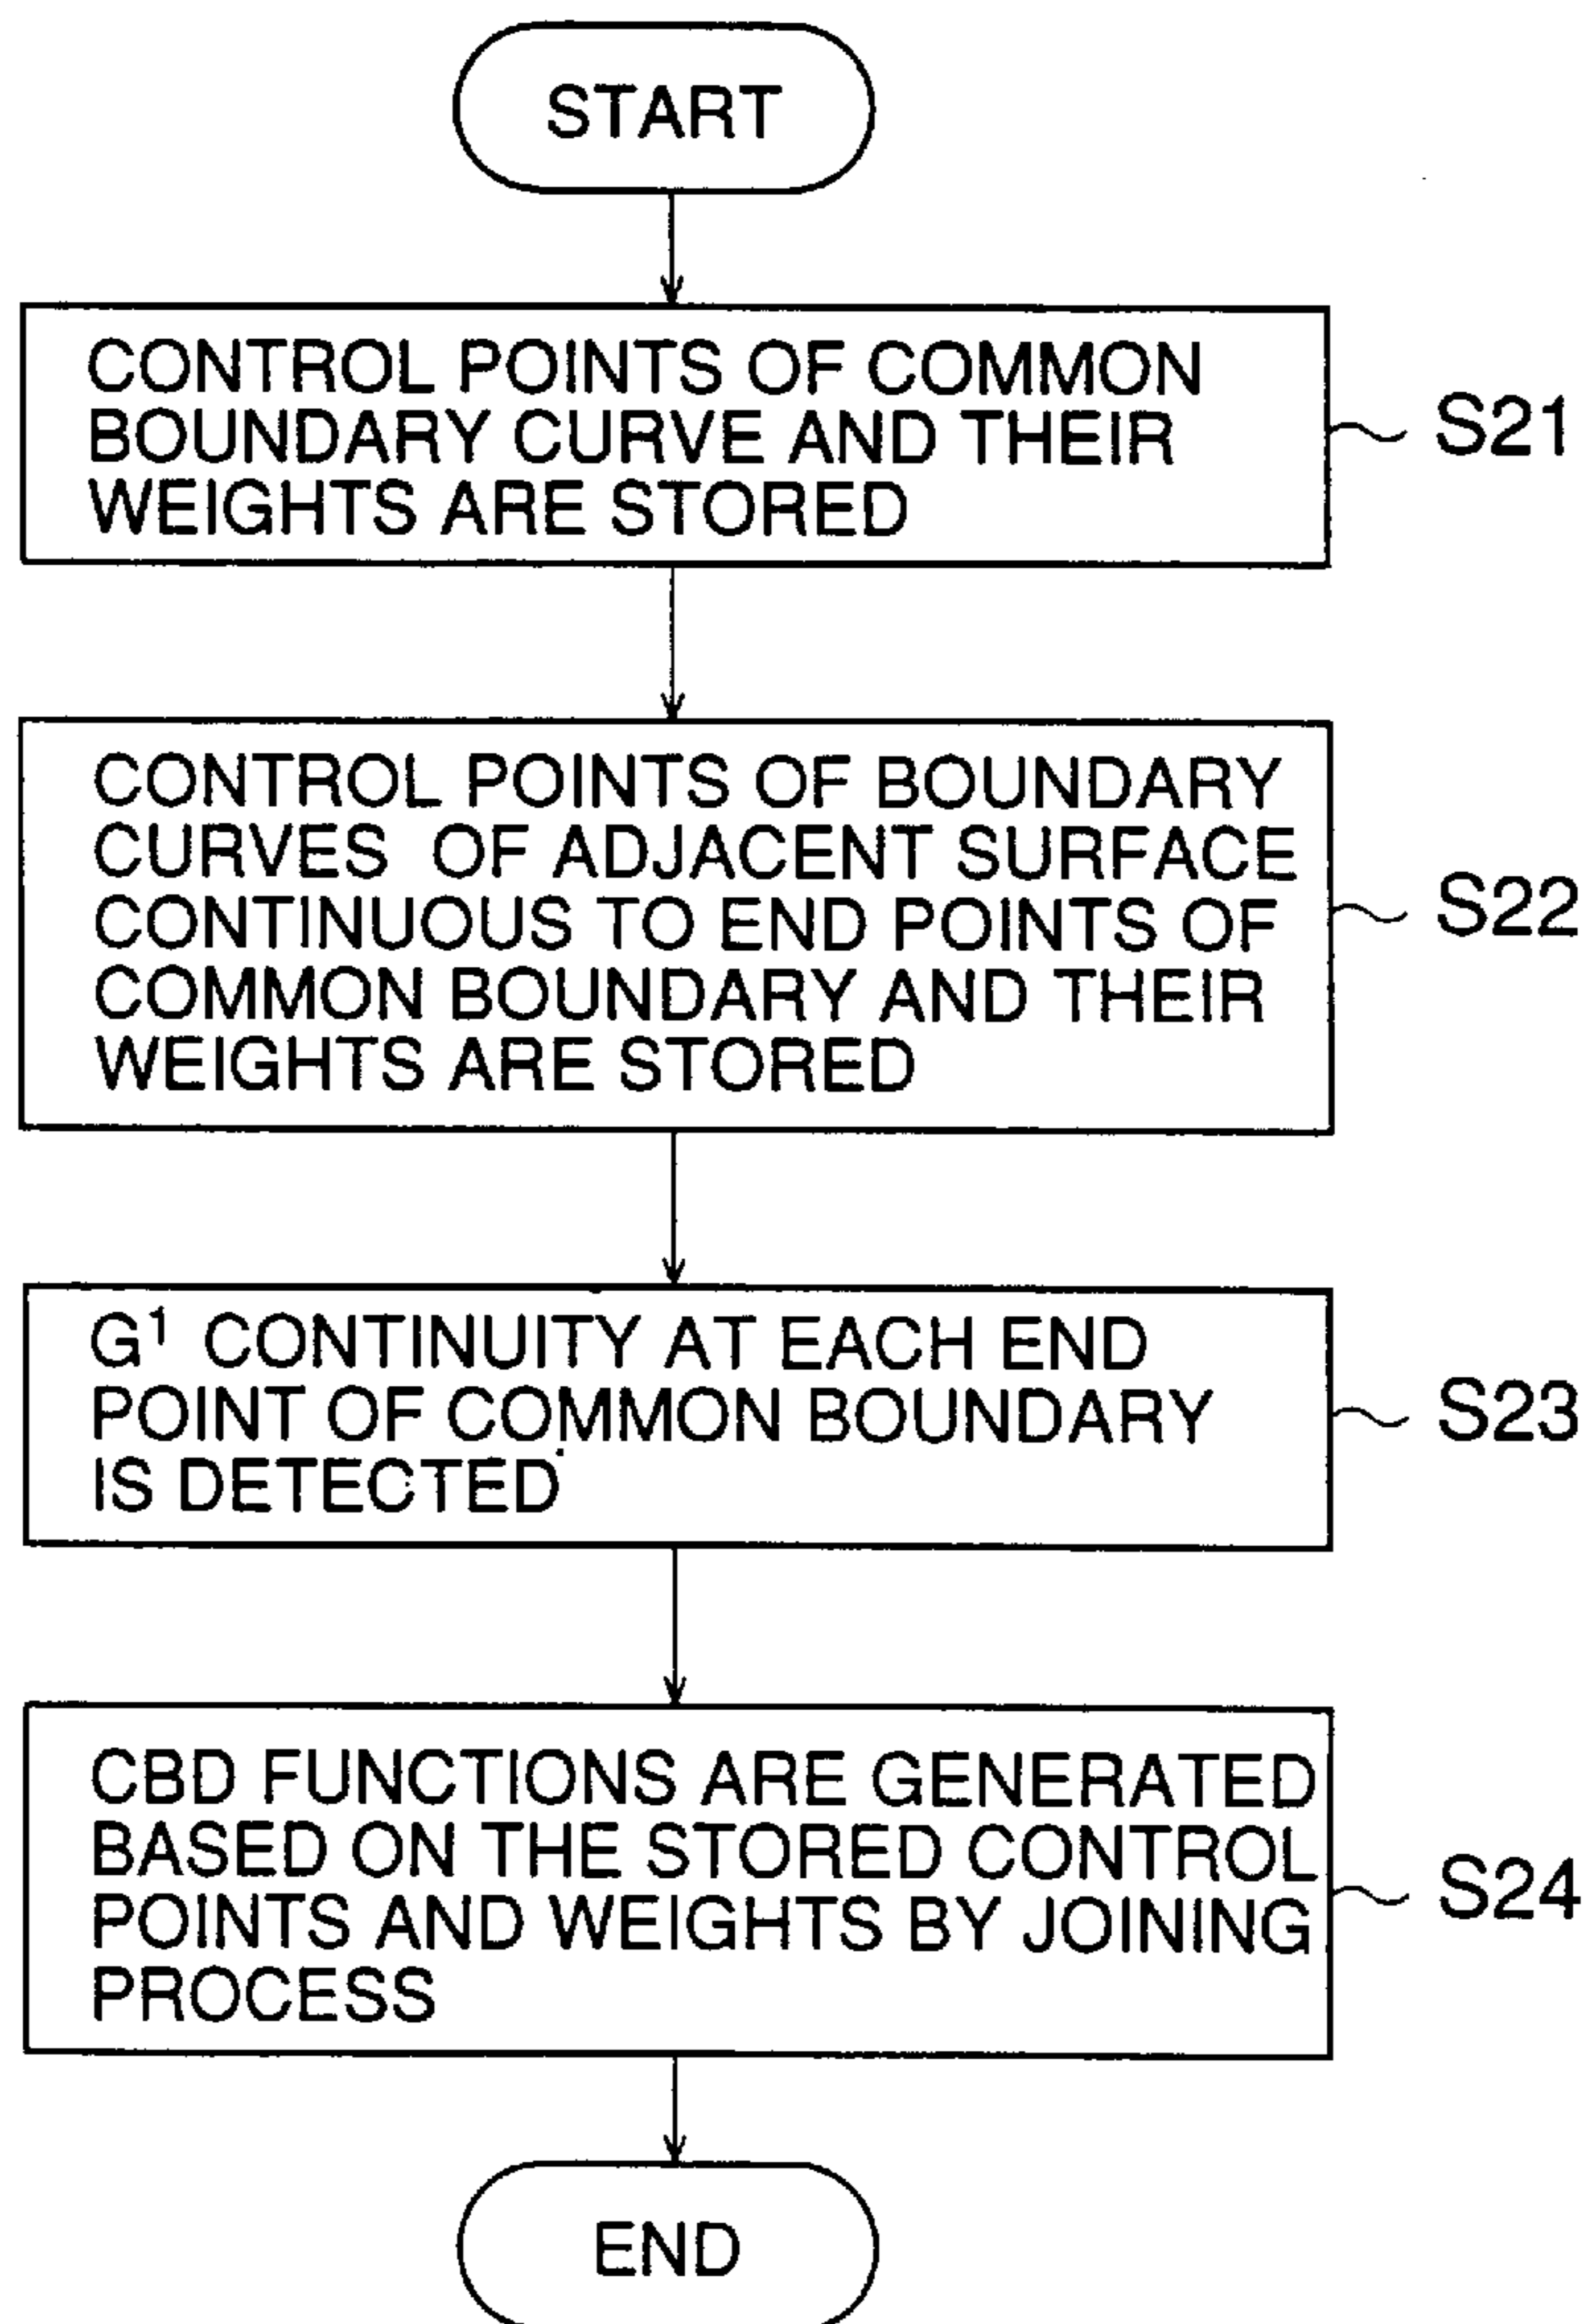 START
CONTROL POINTS OF COMMON
BOUNDARY CURVE AND THEIR
WEIGHTS ARE STORED
S21
CONTROL POINTS OF BOUNDARY
CURVES OF ADJACENT SURFACE
CONTINUOUS TO END POINTS OF
COMMON BOUNDARY AND THEIR
WEIGHTS ARE STORED
S22
G¹ CONTINUITY AT EACH END
POINT OF COMMON BOUNDARY
IS DETECTED
S23
CBD FUNCTIONS ARE GENERATED
BASED ON THE STORED CONTROL
POINTS AND WEIGHTS BY JOINING
PROCESS
S24
END